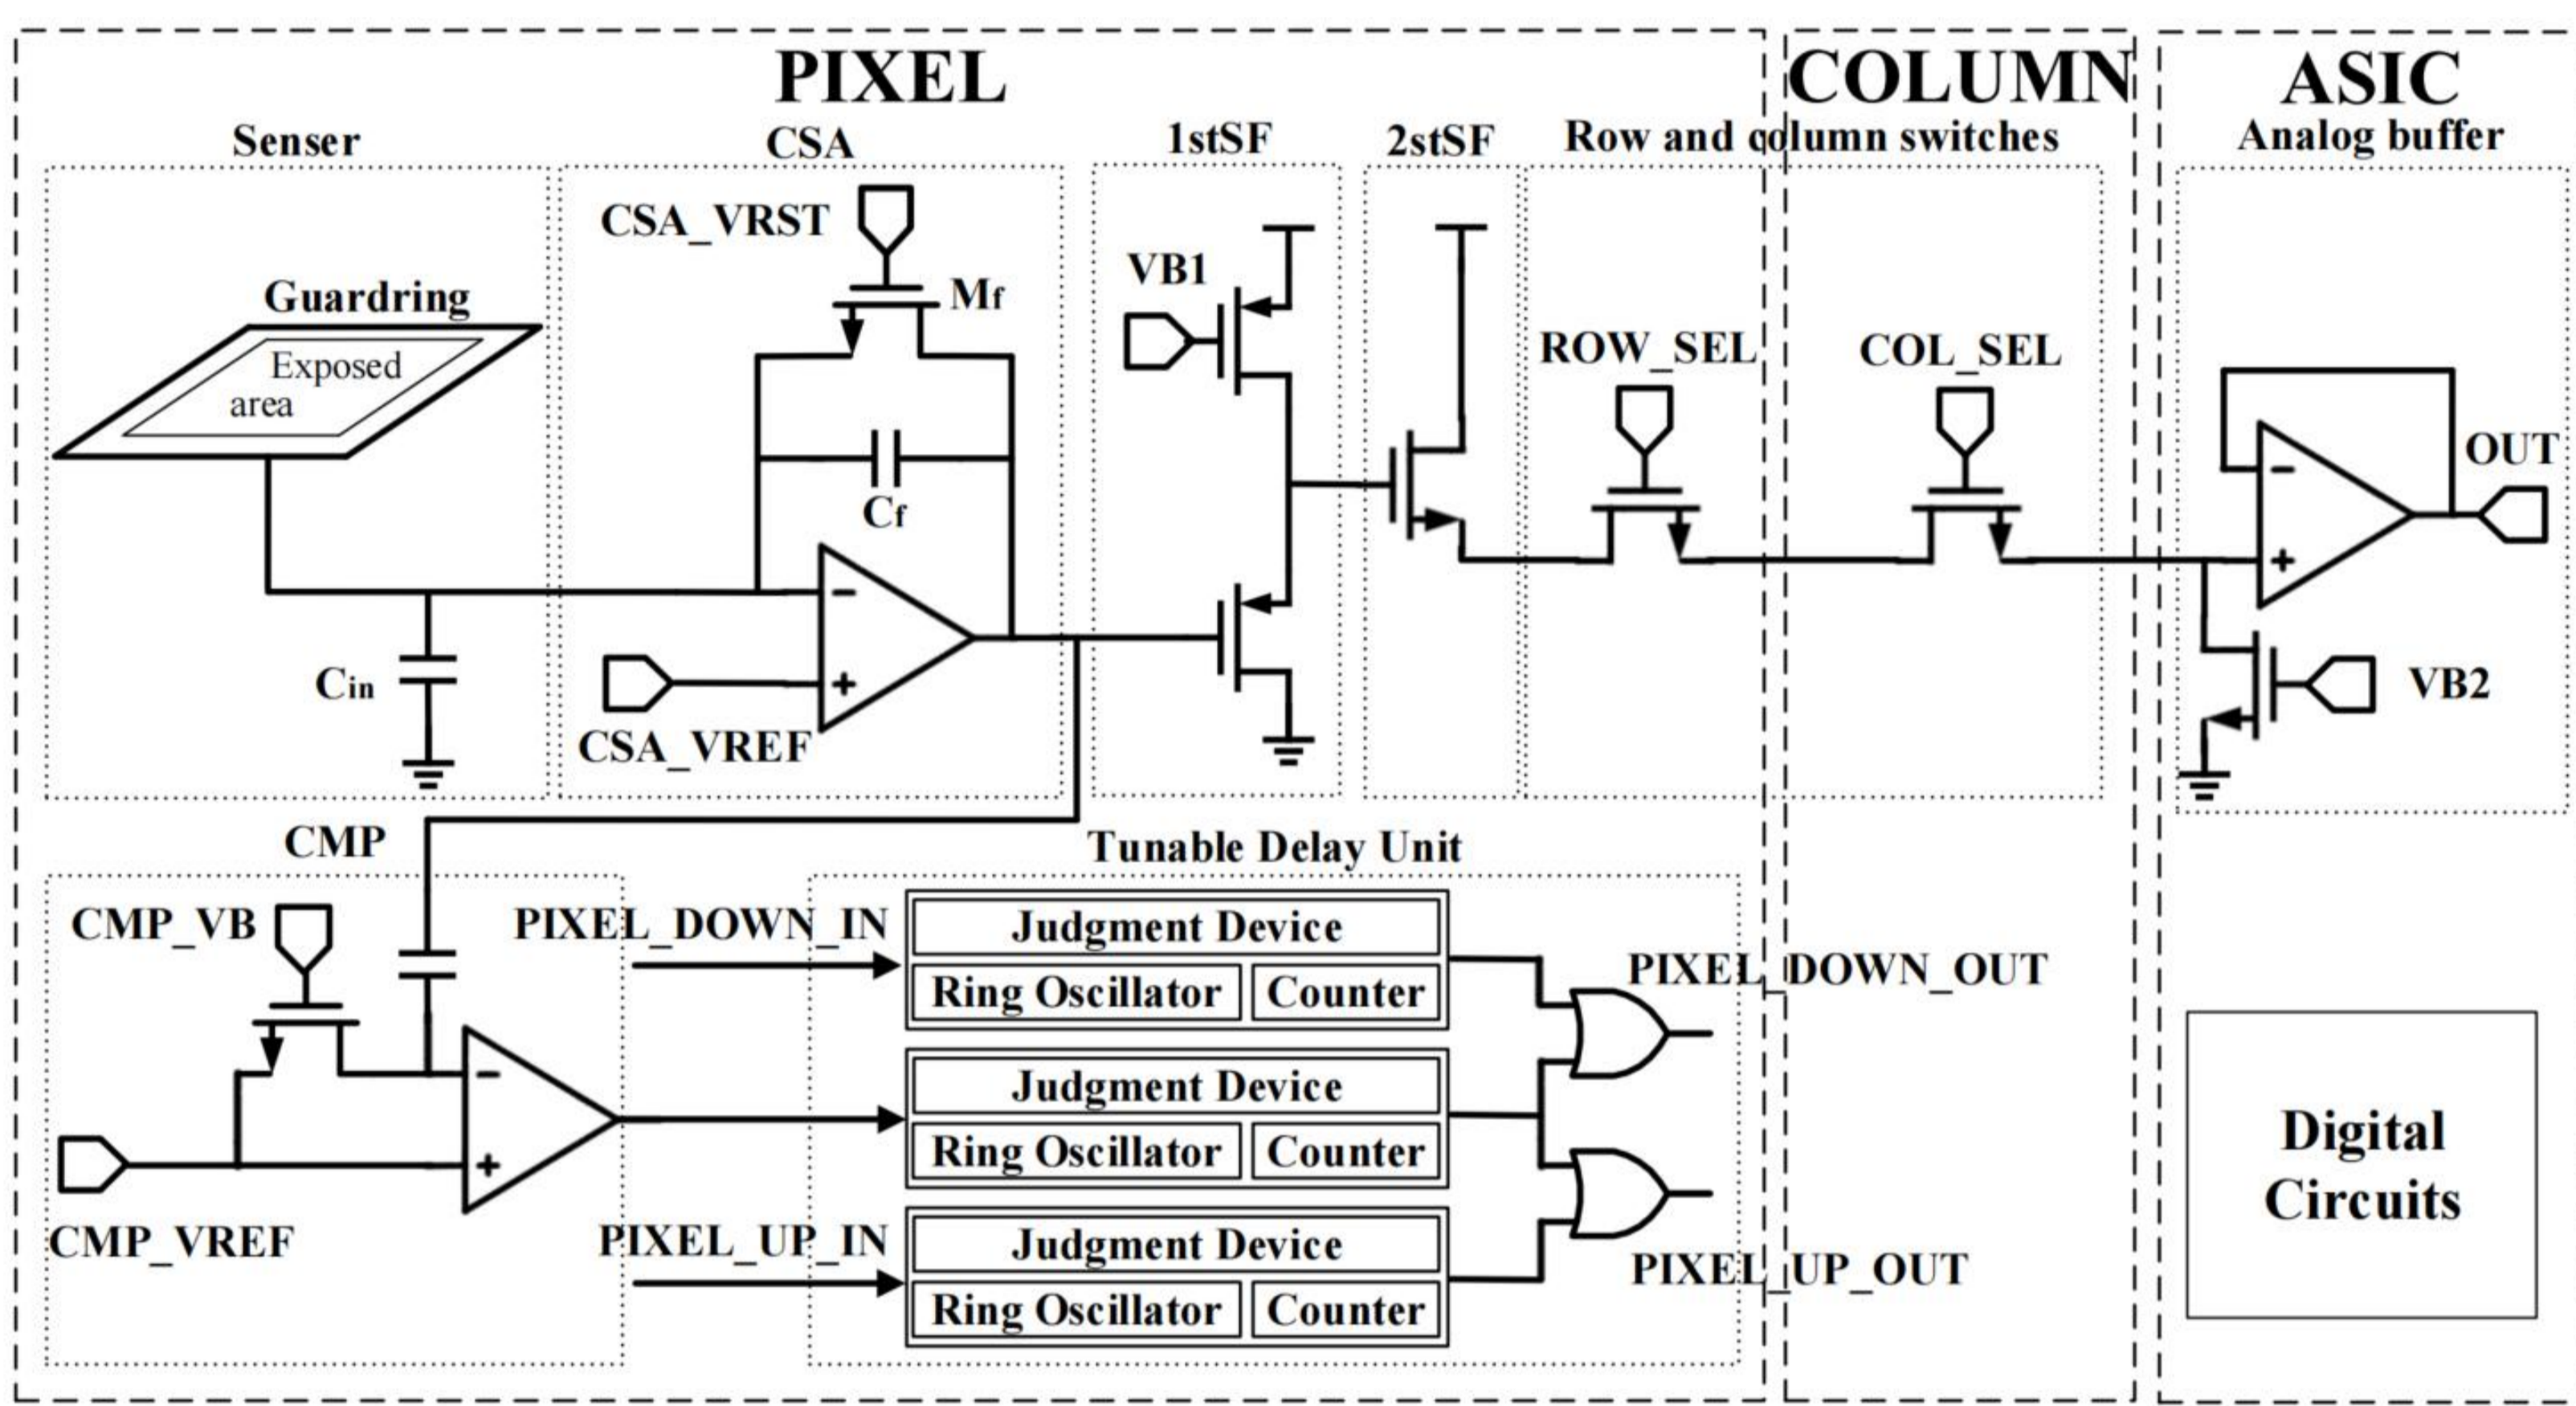 PIXEL
COLUMN
ASIC
Senser
CSA
1stSF
2stSF
Row and column switches
Analog buffer
CSA_VRST
Mf
VB1
Guardring
Exposed
area
ROW_SEL
COL_SEL
OUT
Cf
-
+
-
+
Cin
CSA_VREF
VB2
CMP
Tunable Delay Unit
CMP_VB
PIXEL_DOWN_IN
Judgment Device
Ring Oscillator
Counter
PIXEL_DOWN_OUT
-
+
Judgment Device
Ring Oscillator
Counter
CMP_VREF
PIXEL_UP_IN
Judgment Device
Ring Oscillator
Counter
PIXEL_UP_OUT
Digital
Circuits